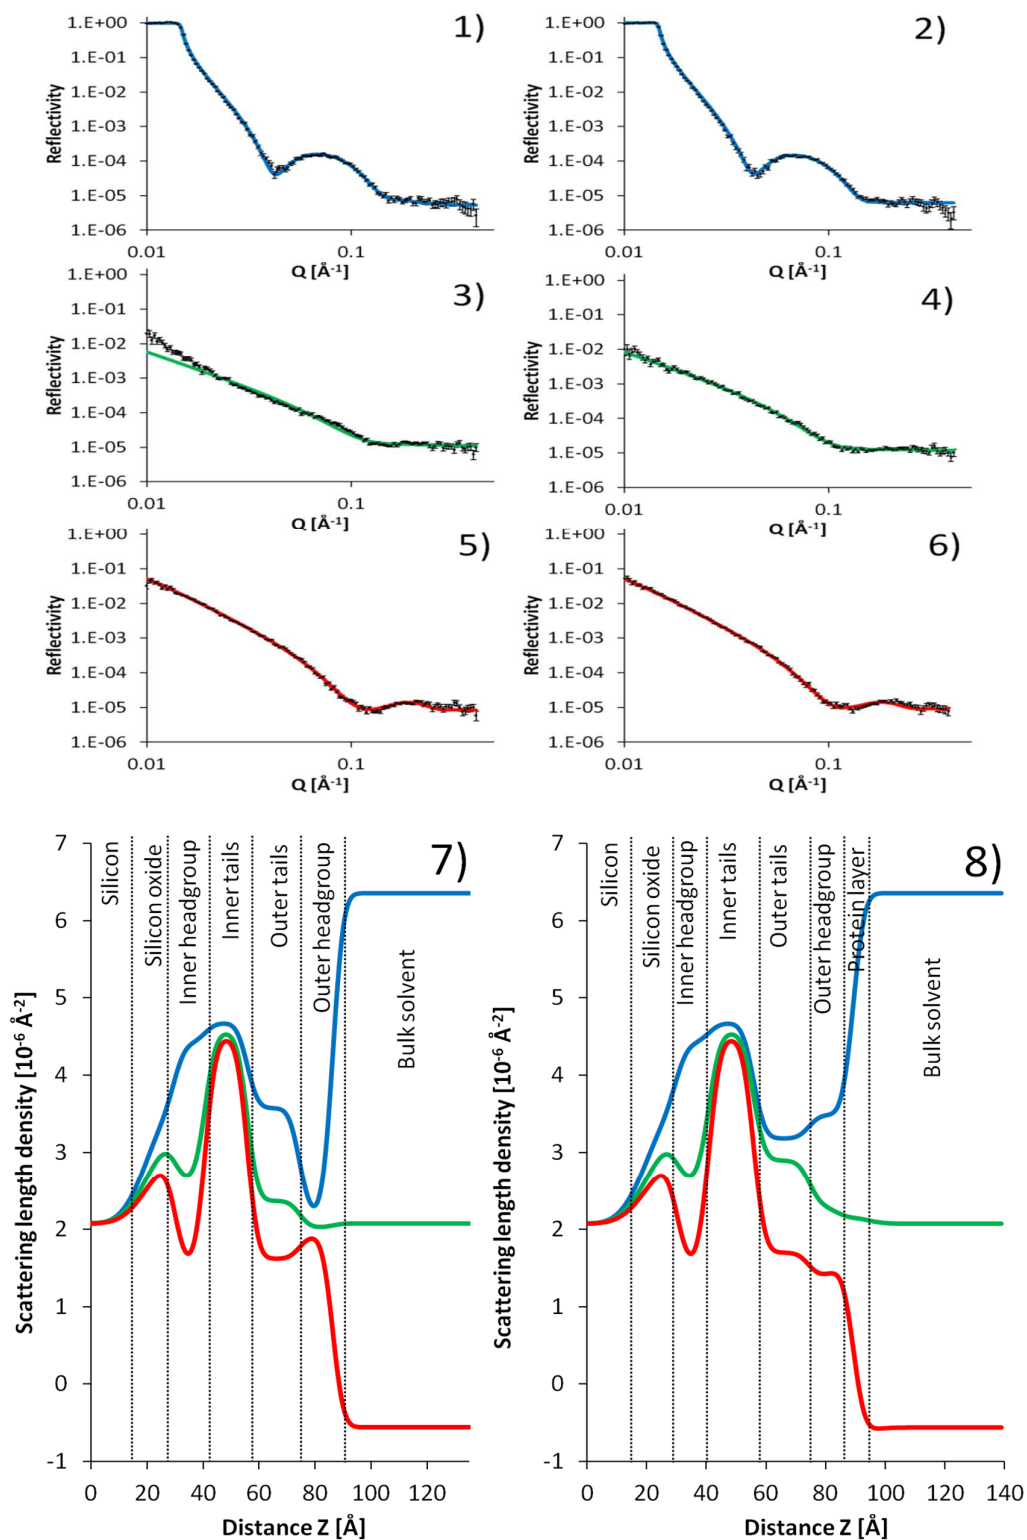 1)
1.E+00
1.E-01
1.E-02
1.E-03
1.E-04
1.E-05
1.E-06
Reflectivity
0.01
0.1
Q [Å-1]
2)
1.E+00
1.E-01
1.E-02
1.E-03
1.E-04
1.E-05
1.E-06
Reflectivity
0.01
0.1
Q [Å-1]
3)
1.E+00
1.E-01
1.E-02
1.E-03
1.E-04
1.E-05
1.E-06
Reflectivity
0.01
0.1
Q [Å-1]
4)
1.E+00
1.E-01
1.E-02
1.E-03
1.E-04
1.E-05
1.E-06
Reflectivity
0.01
0.1
Q [Å-1]
5)
1.E+00
1.E-01
1.E-02
1.E-03
1.E-04
1.E-05
1.E-06
Reflectivity
0.01
0.1
Q [Å-1]
6)
1.E+00
1.E-01
1.E-02
1.E-03
1.E-04
1.E-05
1.E-06
Reflectivity
0.01
0.1
Q [Å-1]
7)
7
6
5
4
3
2
1
0
-1
Scattering length density [10-6 Å-2]
Silicon
Silicon oxide
Inner headgroup
Inner tails
Outer tails
Outer headgroup
Bulk solvent
0 20 40 60 80 100 120
Distance Z [Å]
8)
7
6
5
4
3
2
1
0
-1
Scattering length density [10-6 Å-2]
Silicon
Silicon oxide
Inner headgroup
Inner tails
Outer tails
Outer headgroup
Protein layer
Bulk solvent
0 20 40 60 80 100 120 140
Distance Z [Å]